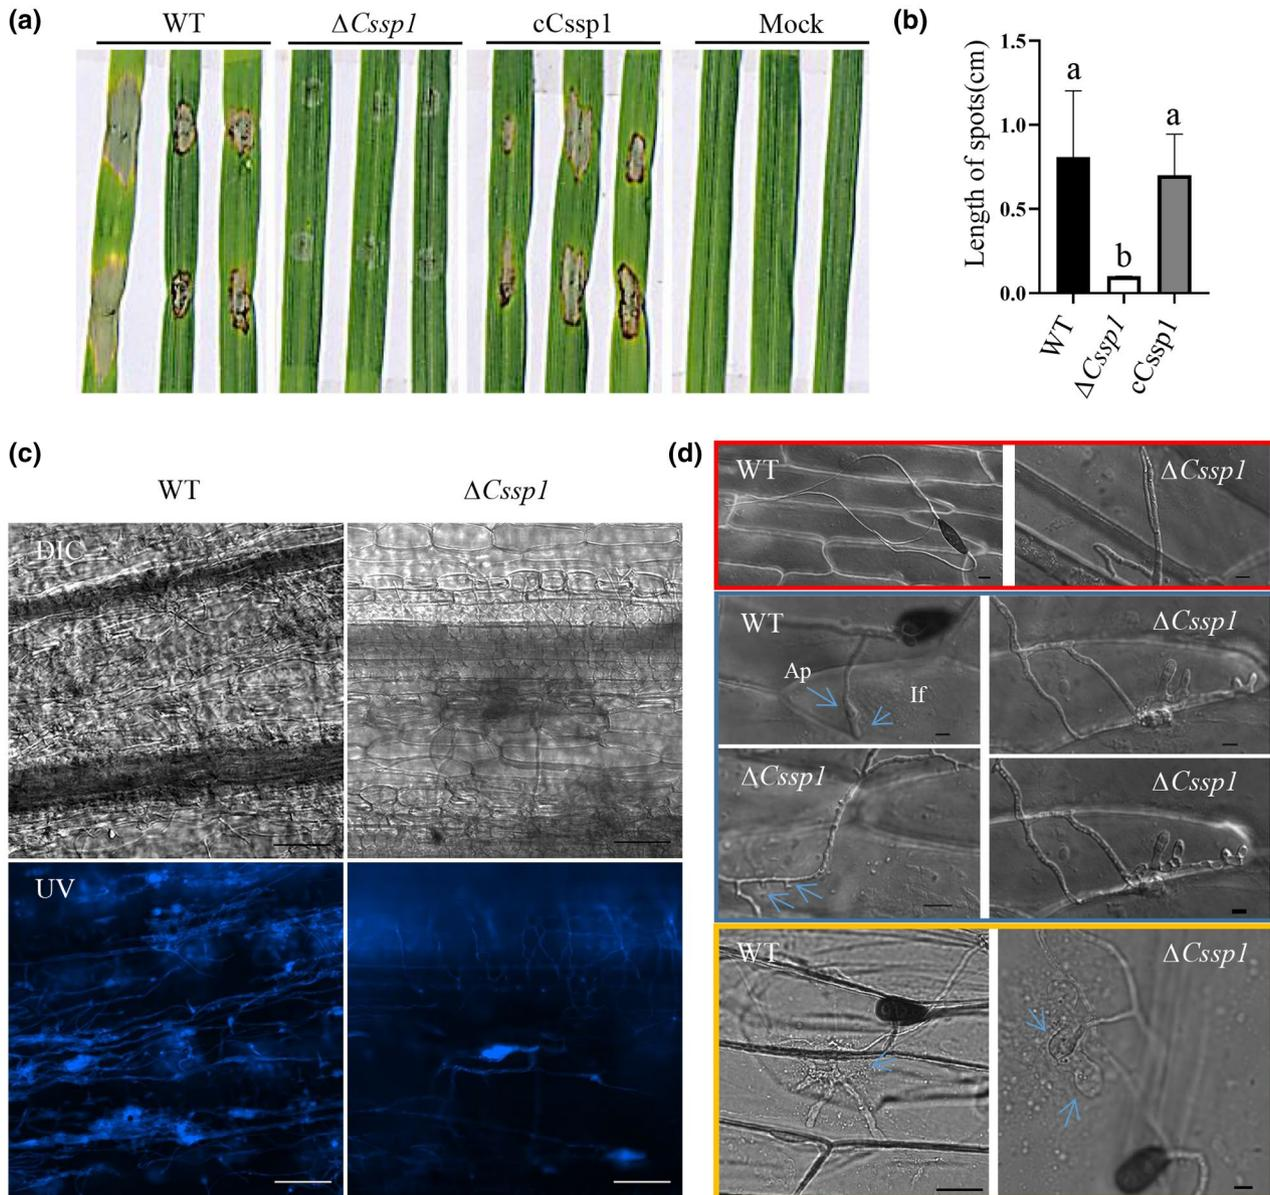 (a) WT ΔCssp1 cCssp1 Mock
(b)
Length of spots(cm)
1.5
1.0
0.5
0.0
a
b
a
WT
ΔCssp1
cCssp1
(c)
WT ΔCssp1
DIC
UV
(d)
WT ΔCssp1
WT ΔCssp1
Ap
If
ΔCssp1 ΔCssp1
WT ΔCssp1